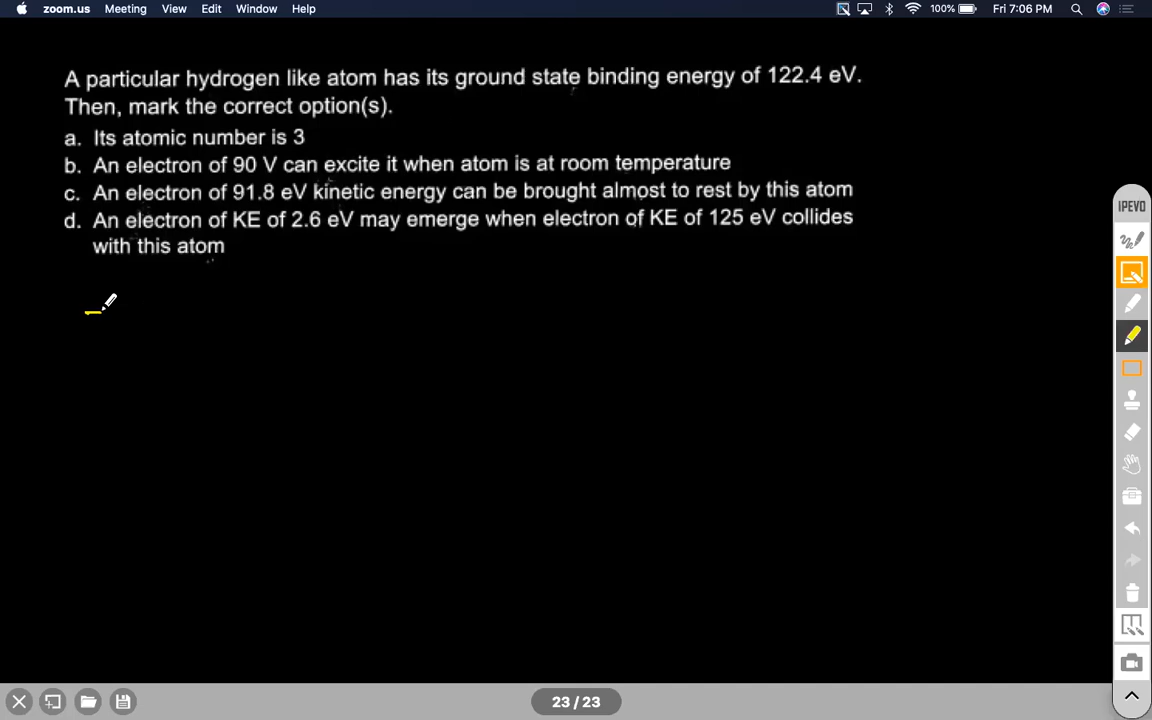 zoom.us Meeting View Edit Window Help 100% Fri 7:06 PM
A particular hydrogen like atom has its ground state binding energy of 122.4 eV.
Then, mark the correct option(s).
a. Its atomic number is 3
b. An electron of 90 V can excite it when atom is at room temperature
c. An electron of 91.8 eV kinetic energy can be brought almost to rest by this atom
d. An electron of KE of 2.6 eV may emerge when electron of KE of 125 eV collides
with this atom
IPEVO
23 / 23